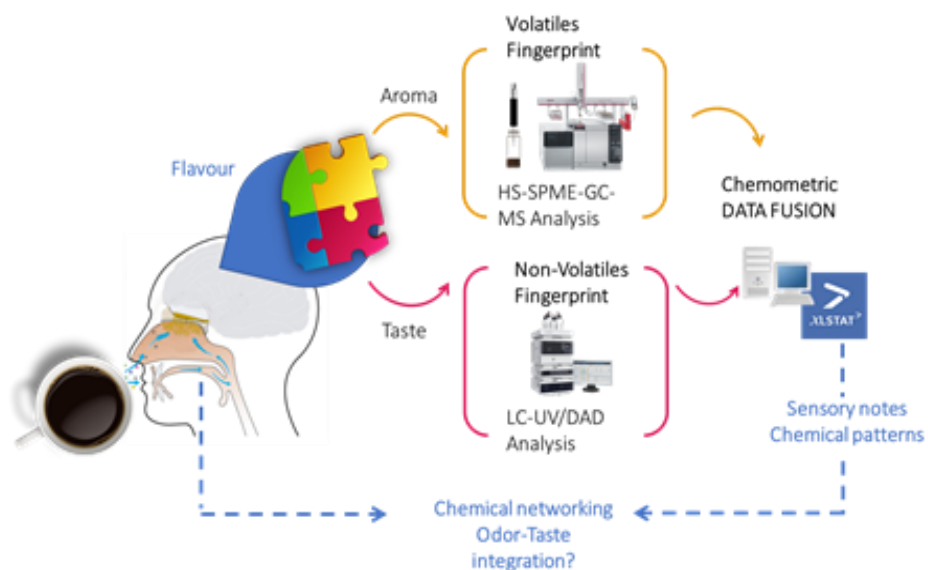 Volatiles
Fingerprint
Aroma
Flavour
HS-SPME-GC-
MS Analysis
Chemometric
DATA FUSION
Non-Volatiles
Fingerprint
Taste
XLSTAT
LC-UV/DAD
Analysis
Sensory notes
Chemical patterns
Chemical networking
Odor-Taste
integration?